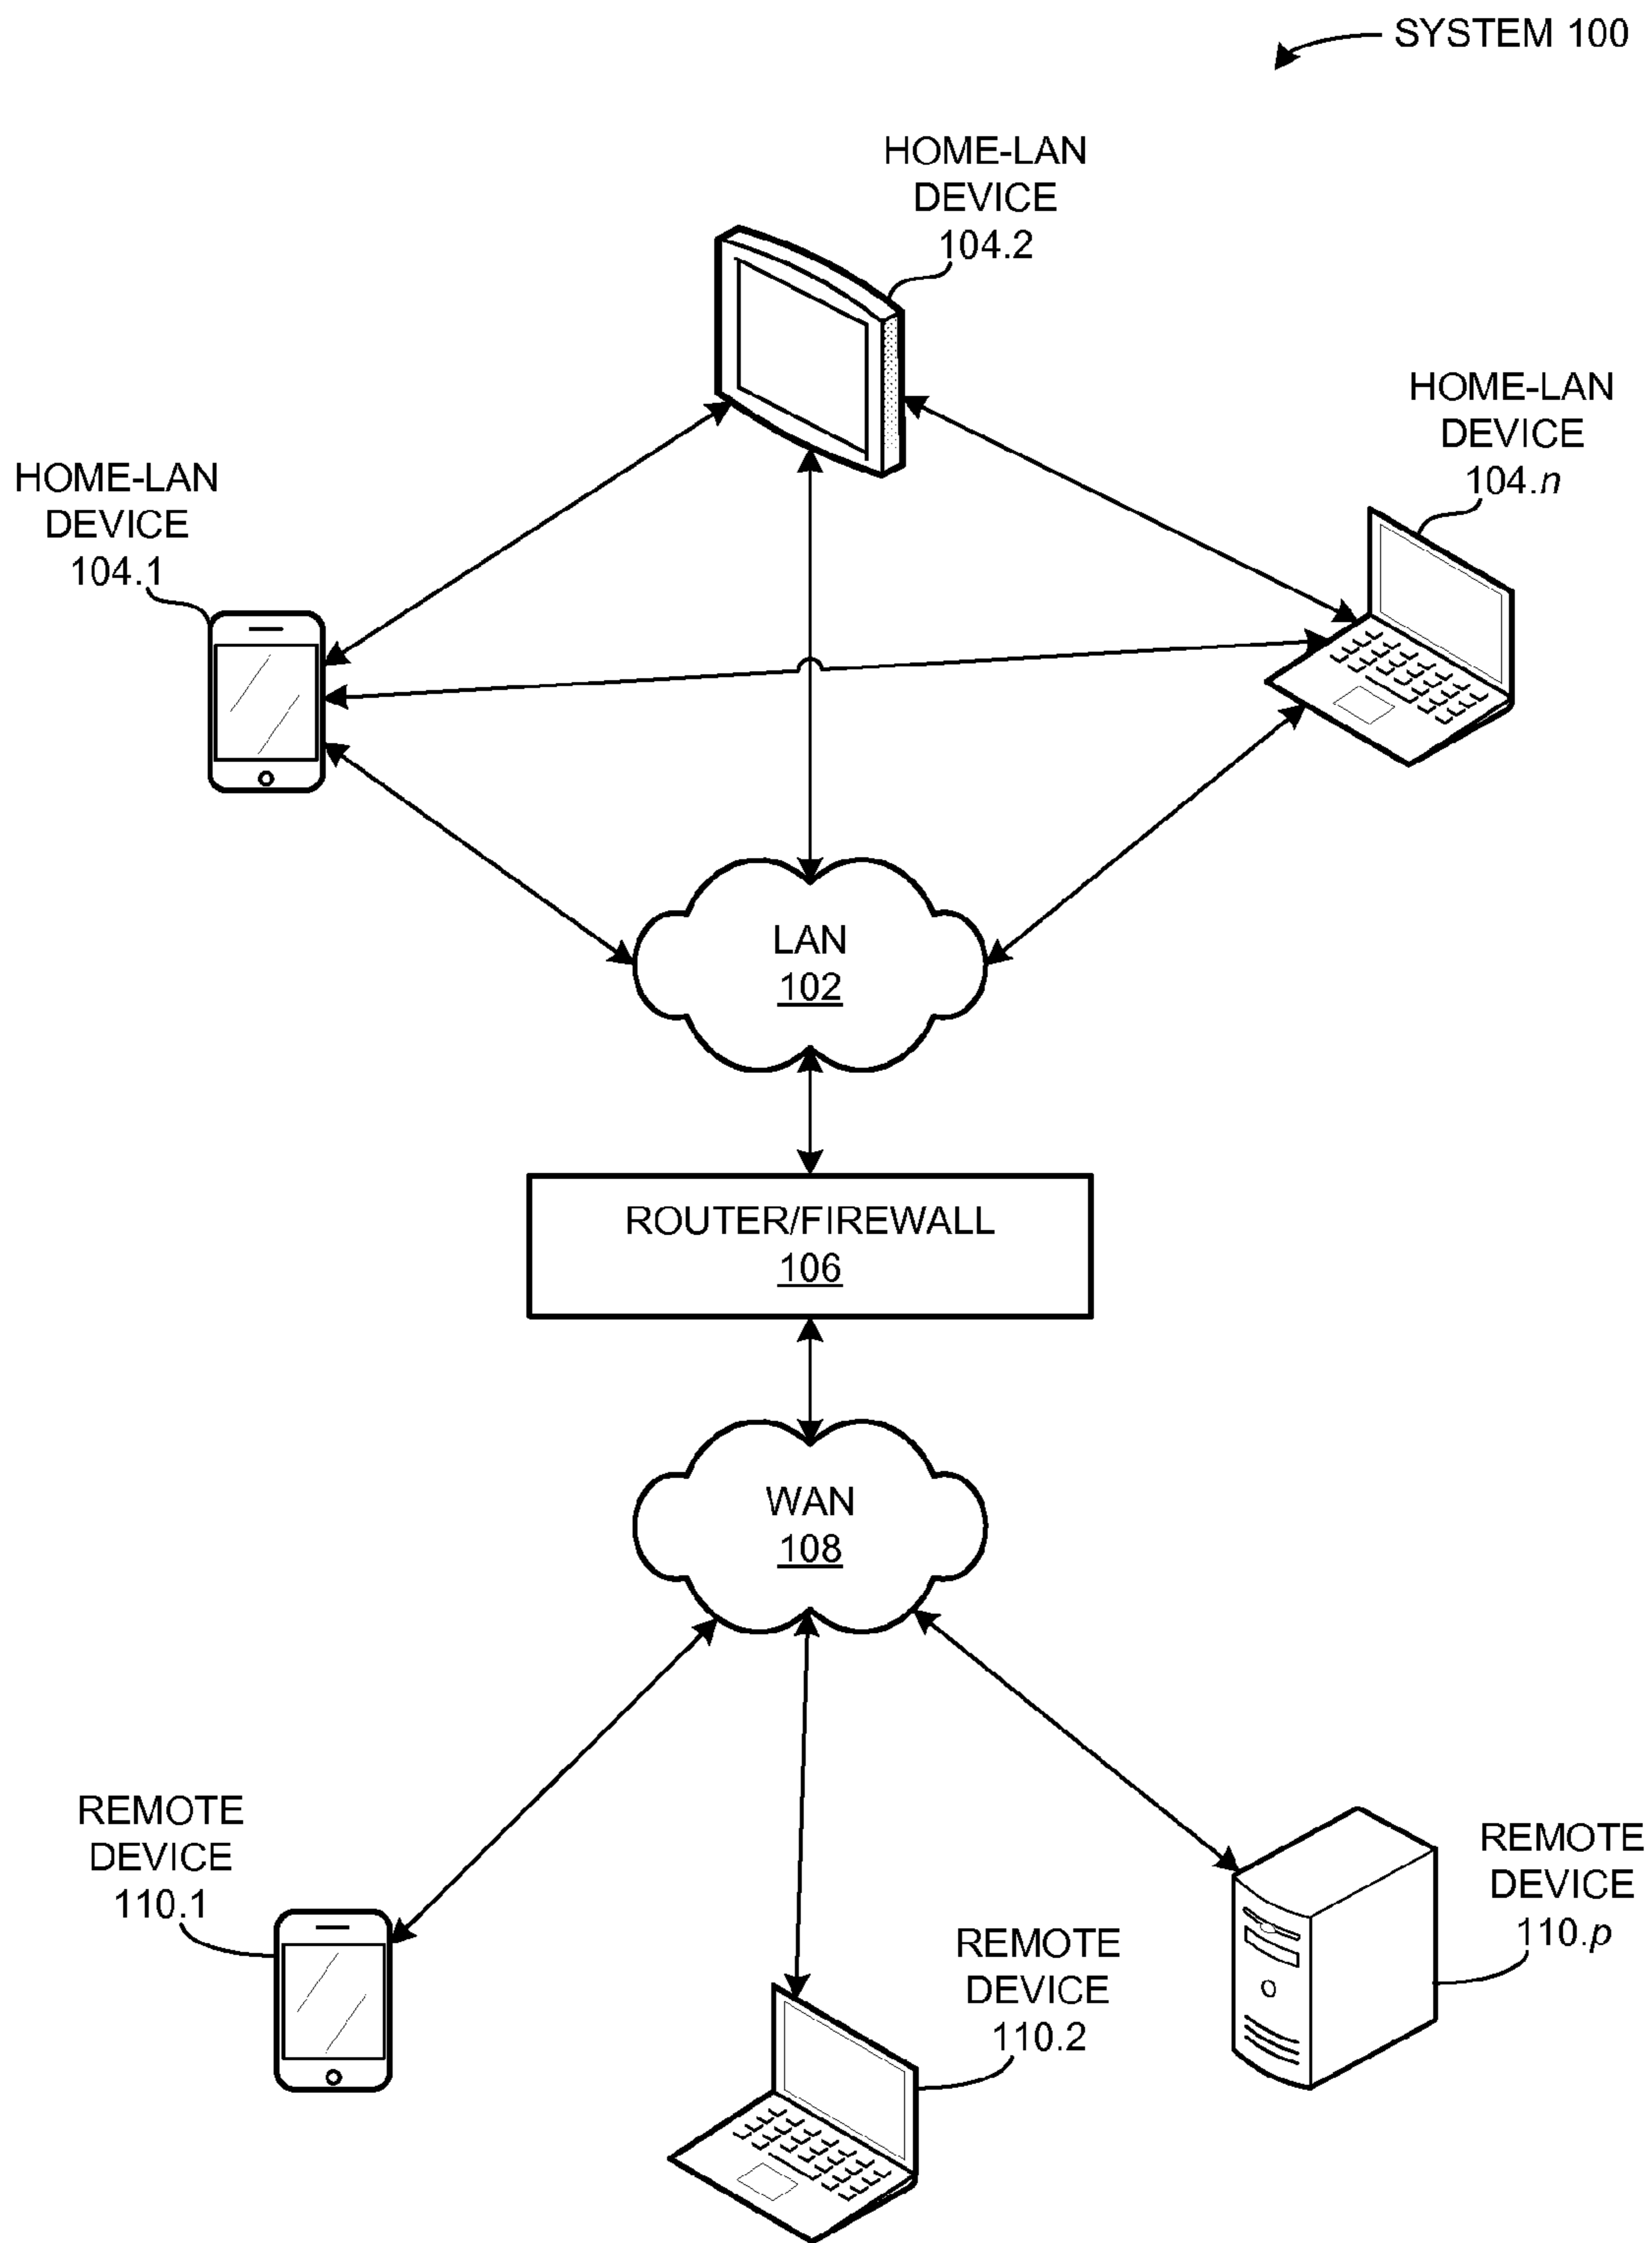 SYSTEM 100
HOME-LAN
DEVICE
104.2
HOME-LAN
DEVICE
104.n
HOME-LAN
DEVICE
104.1
LAN
102
ROUTER/FIREWALL
106
WAN
108
REMOTE
DEVICE
110.1
REMOTE
DEVICE
110.2
REMOTE
DEVICE
110.p